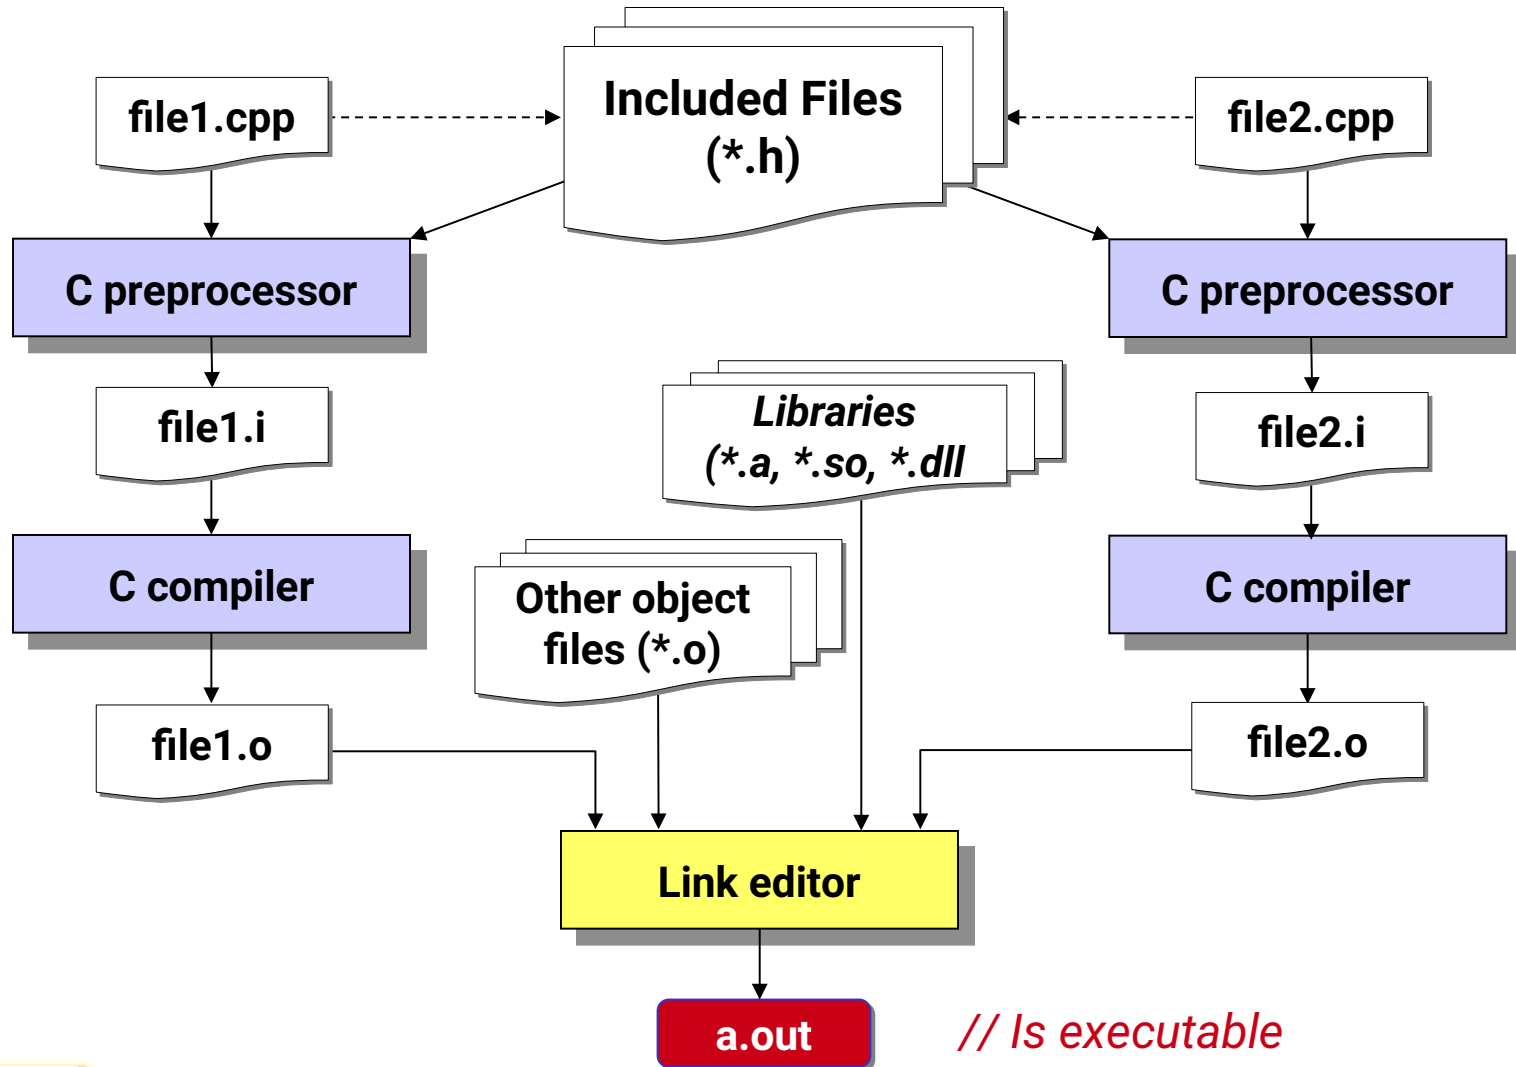 Included Files
(*.h)
file1.cpp
file2.cpp
C preprocessor
C preprocessor
file1.i
Libraries
(*.a, *.so, *.dll
file2.i
C compiler
Other object
files (*.o)
C compiler
file1.o
file2.o
Link editor
a.out
// Is executable